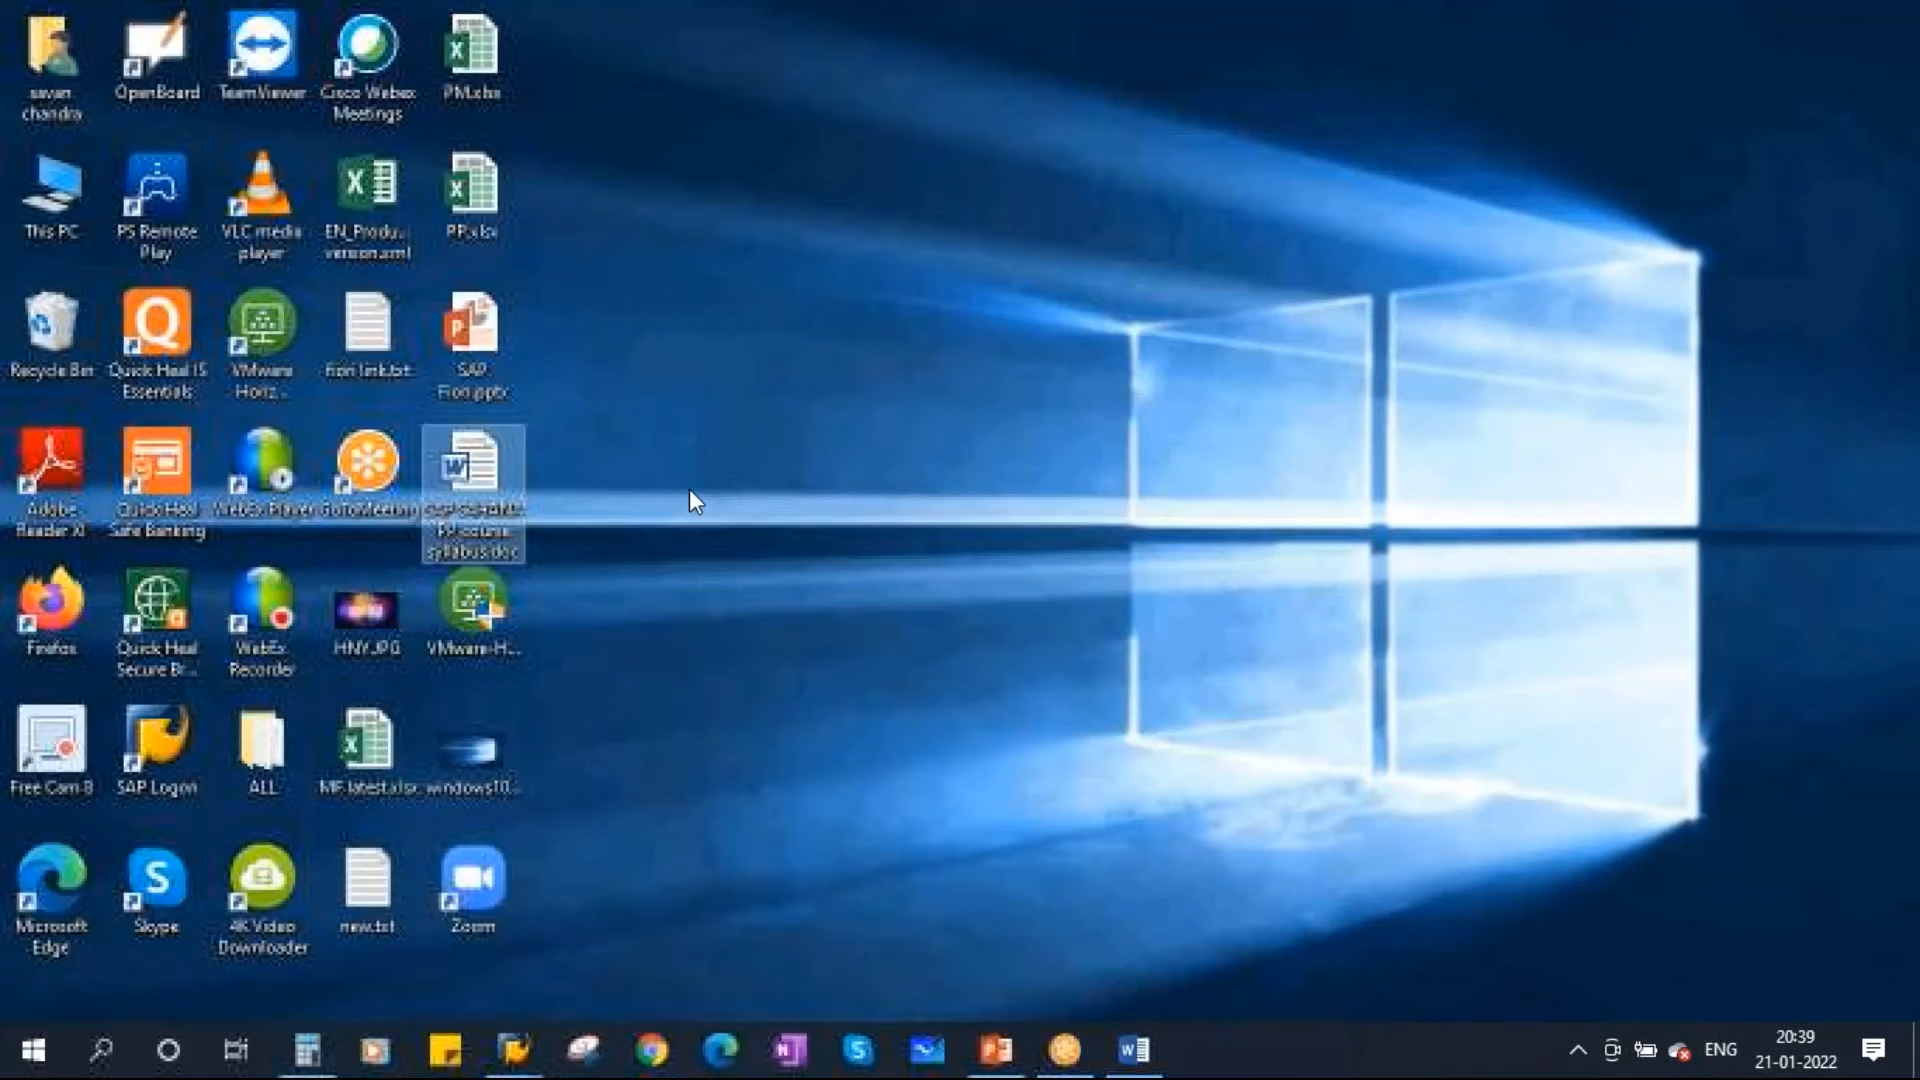 savan
chandra
OpenBoard
TeamViewer
Cisco Webex
Meetings
PM.xlsx
This PC
PS Remote
Play
VLC media
player
EN_Produ...
version.xml
PP.xlsx
Recycle Bin
Quick Heal IS
Essentials
VMware
Horiz...
fiori link.txt
SAP
Fiori.pptx
Adobe
Reader XI
Quick Heal
Safe Banking
WebEx Player
GoToMeeting
PP course
syllabus.doc
Firefox
Quick Heal
Secure Br...
WebEx
Recorder
HNY.JPG
VMware-H...
Free Cam 8
SAP Logon
ALL
MF latest.xlsx
windows10...
Microsoft
Edge
Skype
4K Video
Downloader
new.txt
Zoom
ENG
20:39
21-01-2022